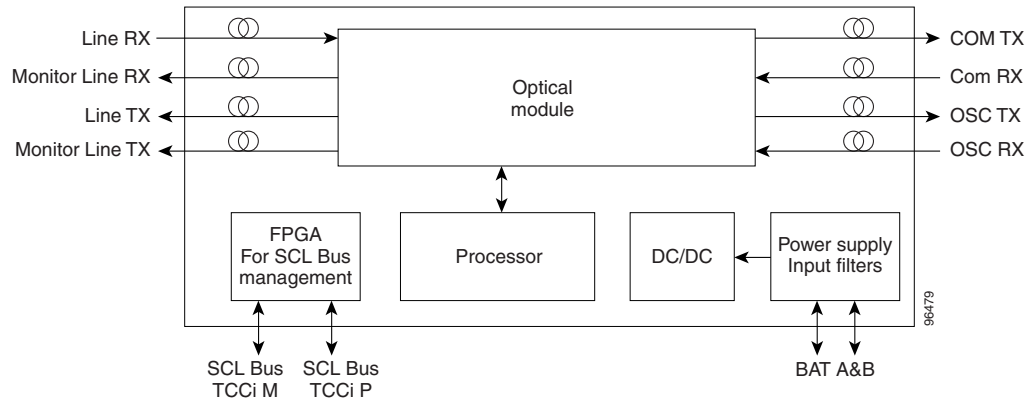 Line RX
COM TX
Monitor Line RX
Com RX
Line TX
OSC TX
Monitor Line TX
OSC RX
Optical
module
FPGA
For SCL Bus
management
Processor
DC/DC
Power supply
Input filters
96479
SCL Bus
TCCi M
SCL Bus
TCCi P
BAT A&B